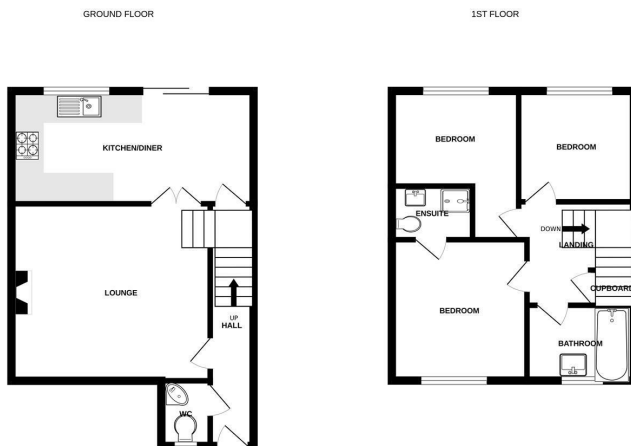 GROUND FLOOR
KITCHEN/DINER
LOUNGE
UP
HALL
WC
1ST FLOOR
BEDROOM
BEDROOM
ENSUITE
DOWN
LANDING
CUPBOARD
BEDROOM
BATHROOM